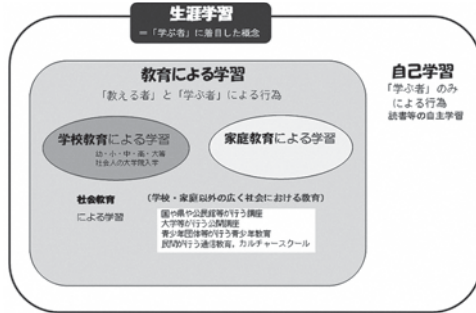 生涯学習
＝「学ぶ者」に着目した概念
教育による学習
「教える者」と「学ぶ者」による行為
学校教育による学習
幼・小・中・高・大等
社会人の大学院入学
家庭教育による学習
社会教育
による学習
(学校・家庭以外の広く社会における教育)
国や県や公民館等が行う講座
大学等が行う公開講座
青少年団体等が行う青少年教育
民間が行う通信教育、カルチャースクール
自己学習
「学ぶ者」のみ
による行為
読書等の自主学習